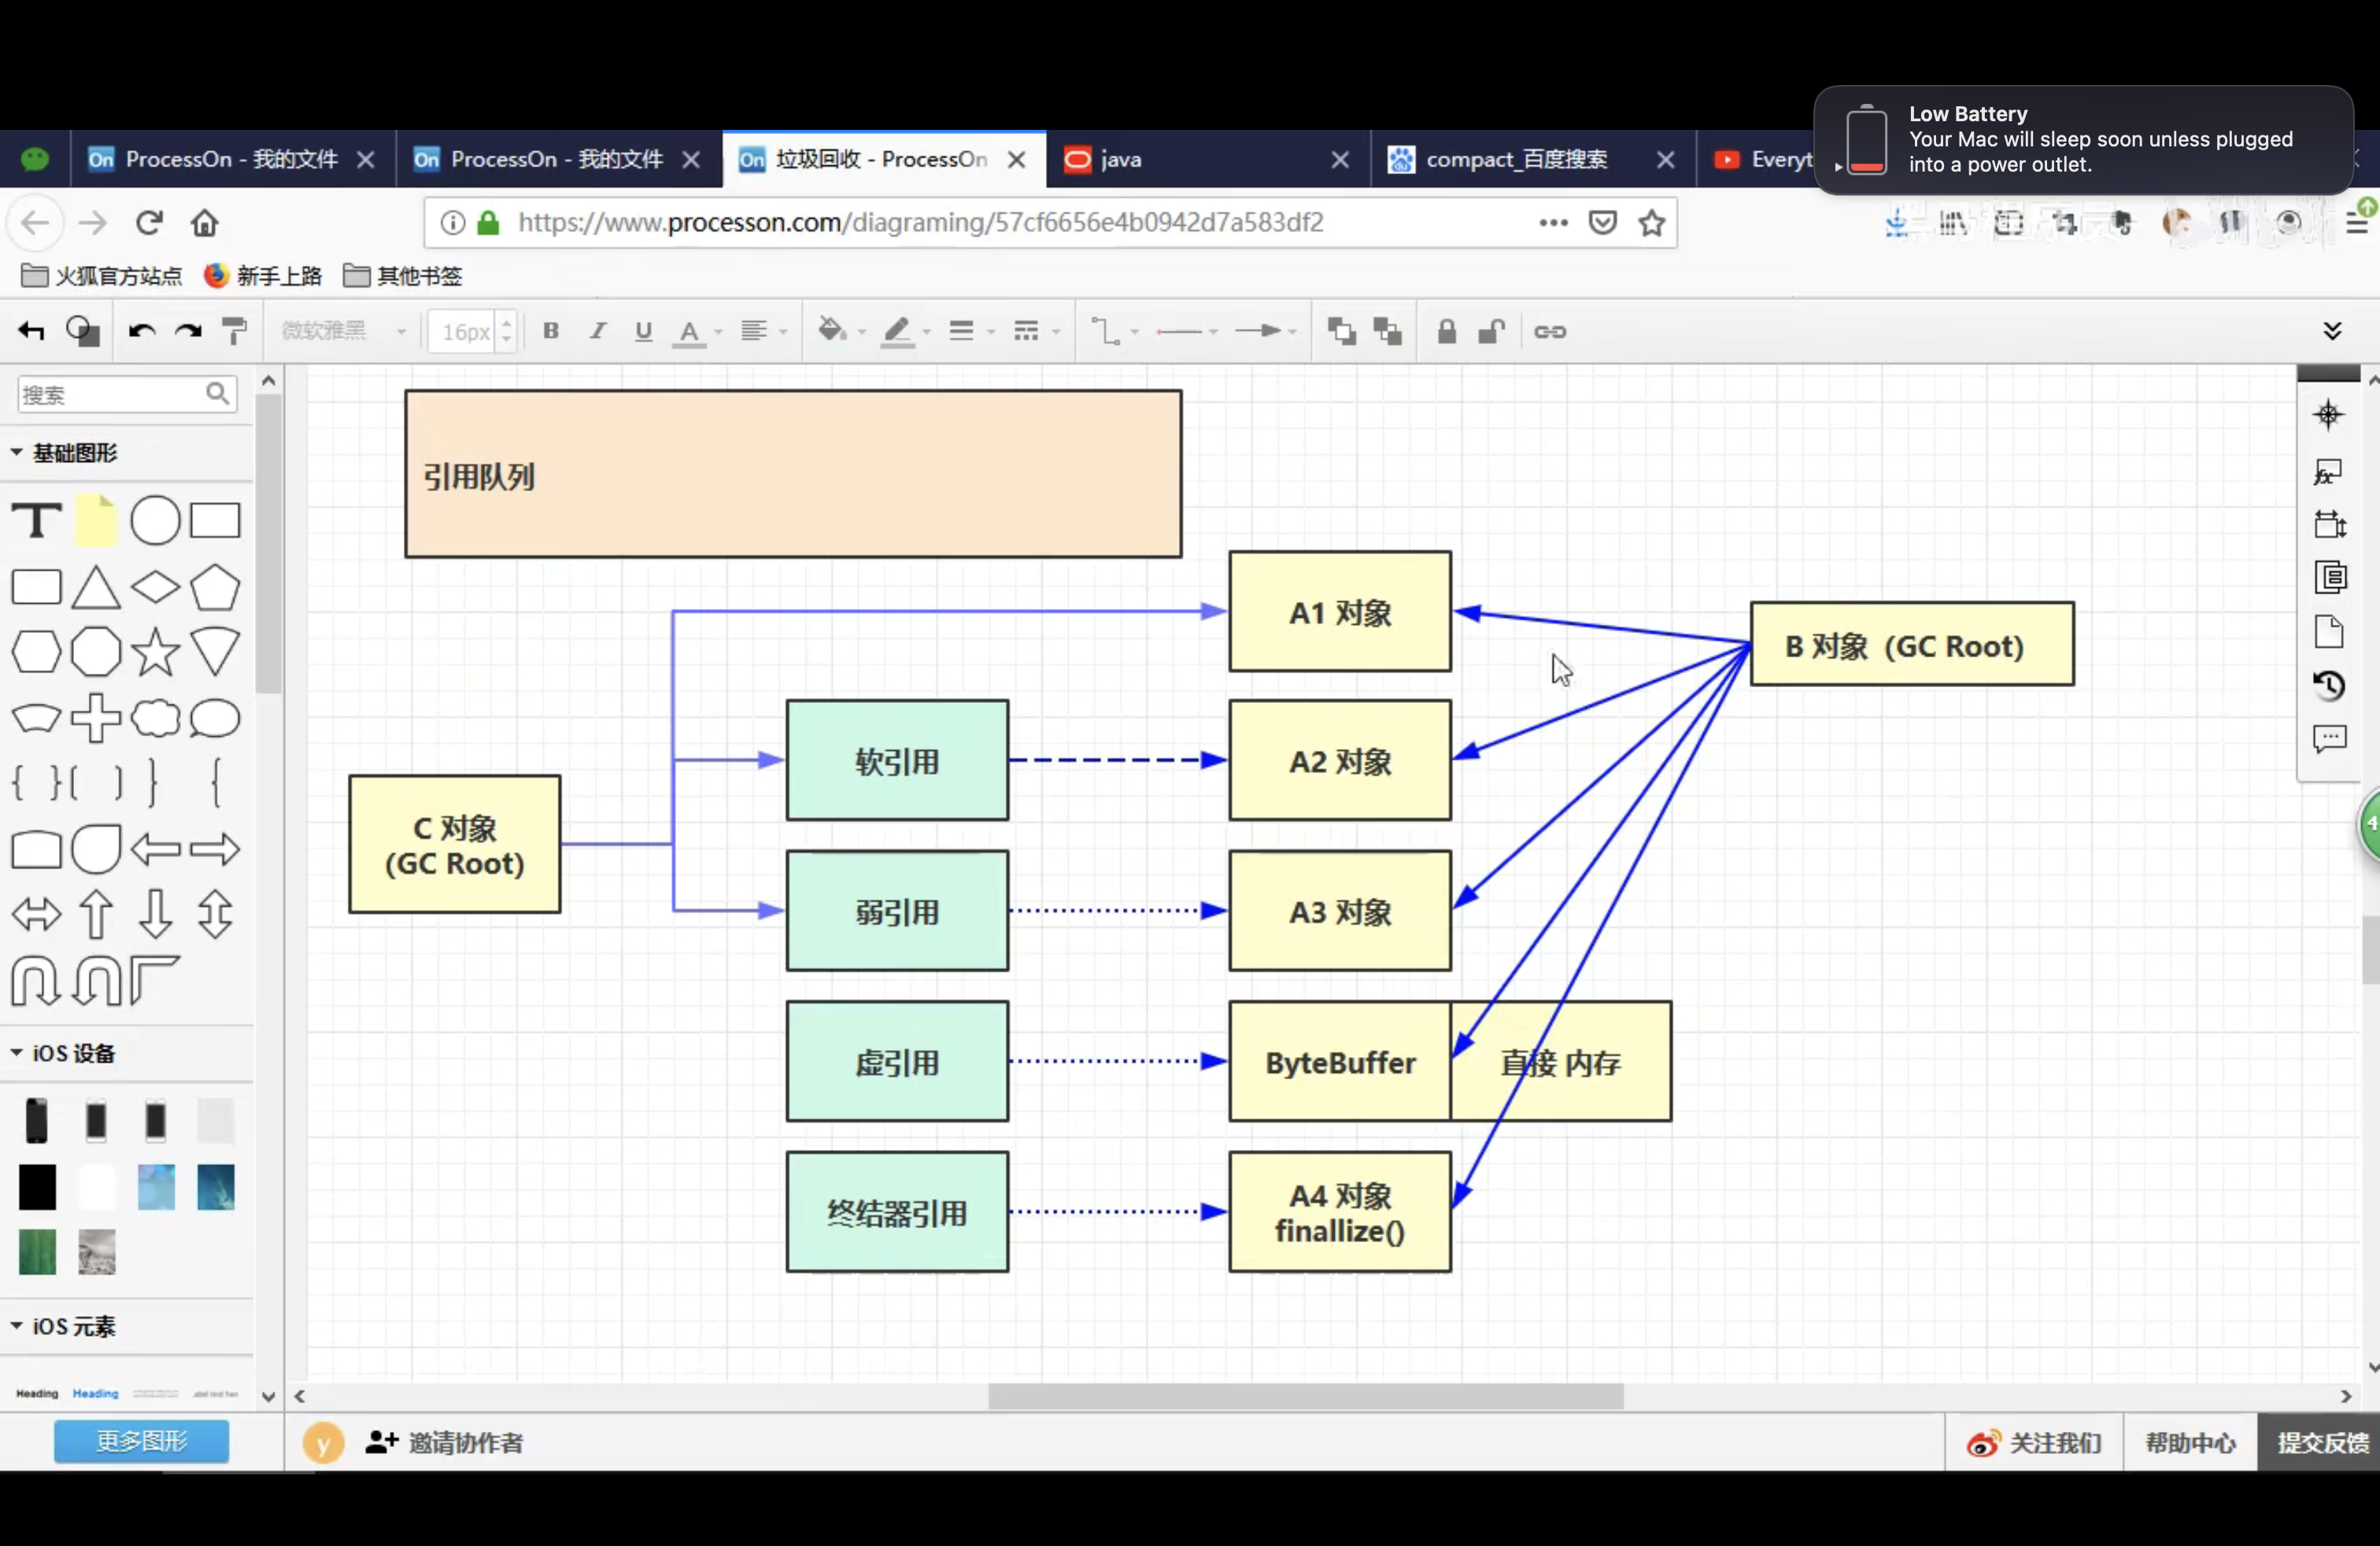 Low Battery
Your Mac will sleep soon unless plugged
into a power outlet.
ProcessOn - 我的文件
ProcessOn - 我的文件
垃圾回收 - ProcessOn
java
compact_百度搜索
Everyt
https://www.processon.com/diagraming/57cf6656e4b0942d7a583df2
火狐官方站点
新手上路
其他书签
微软雅黑
16px
B
I
U
A
搜索
基础图形
iOS 设备
iOS 元素
Heading
Heading
更多图形
引用队列
A1 对象
B 对象（GC Root）
软引用
A2 对象
C 对象
(GC Root)
弱引用
A3 对象
虚引用
ByteBuffer
直接 内存
终结器引用
A4 对象
finallize()
4
y
邀请协作者
关注我们
帮助中心
提交反馈